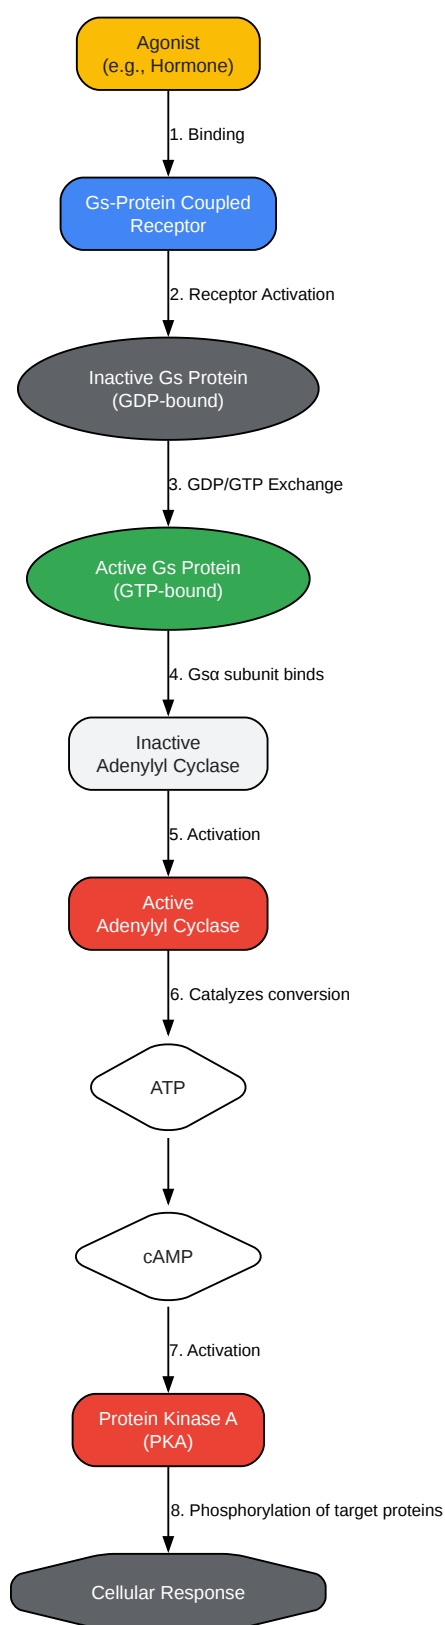 Agonist
(e.g., Hormone)
1. Binding
Gs-Protein Coupled
Receptor
2. Receptor Activation
Inactive Gs Protein
(GDP-bound)
3. GDP/GTP Exchange
Active Gs Protein
(GTP-bound)
4. Gsα subunit binds
Inactive
Adenylyl Cyclase
5. Activation
Active
Adenylyl Cyclase
6. Catalyzes conversion
ATP
cAMP
7. Activation
Protein Kinase A
(PKA)
8. Phosphorylation of target proteins
Cellular Response